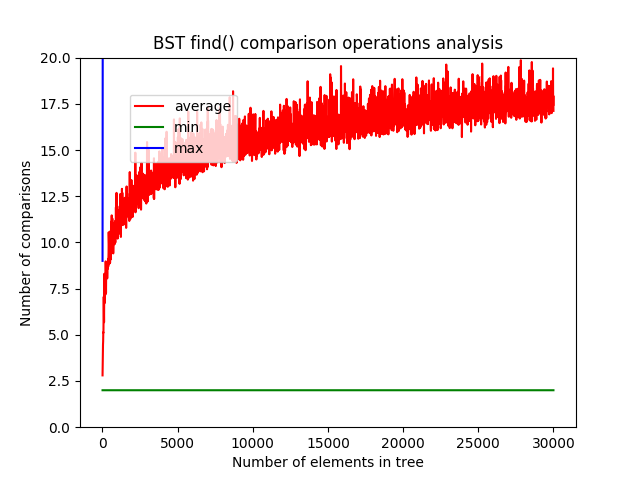 BST find() comparison operations analysis
20.0
17.5
15.0
12.5
10.0
7.5
5.0
2.5
0.0
Number of comparisons
average
min
max
0 5000 10000 15000 20000 25000 30000
Number of elements in tree